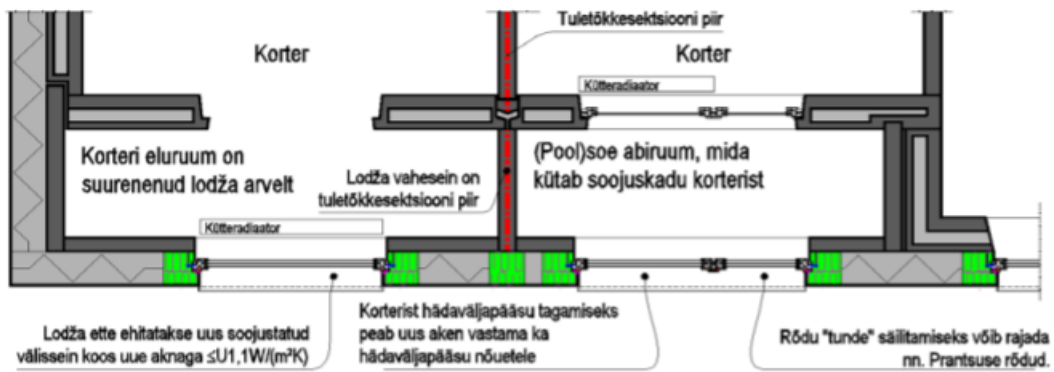 Tuletõkkesektsiooni piir
Korter
Korter
Kütteradiaator
Korteri eluruum on
suurenenud lodža arvelt
Lodža vahesein on
tuletõkkesektsiooni piir
(Pool)soe abiruum, mida
kütab soojuskadu korterist
Kütteradiaator
Lodža ette ehitatakse uus soojustatud
välissein koos uue aknaga ≤U1,1W/(m²K)
Korterist hädaväljapääsu tagamiseks
peab uus aken vastama ka
hädaväljapääsu nõuetele
Rõdu "tunde" säilitamiseks võib rajada
nn. Prantsuse rõdud.